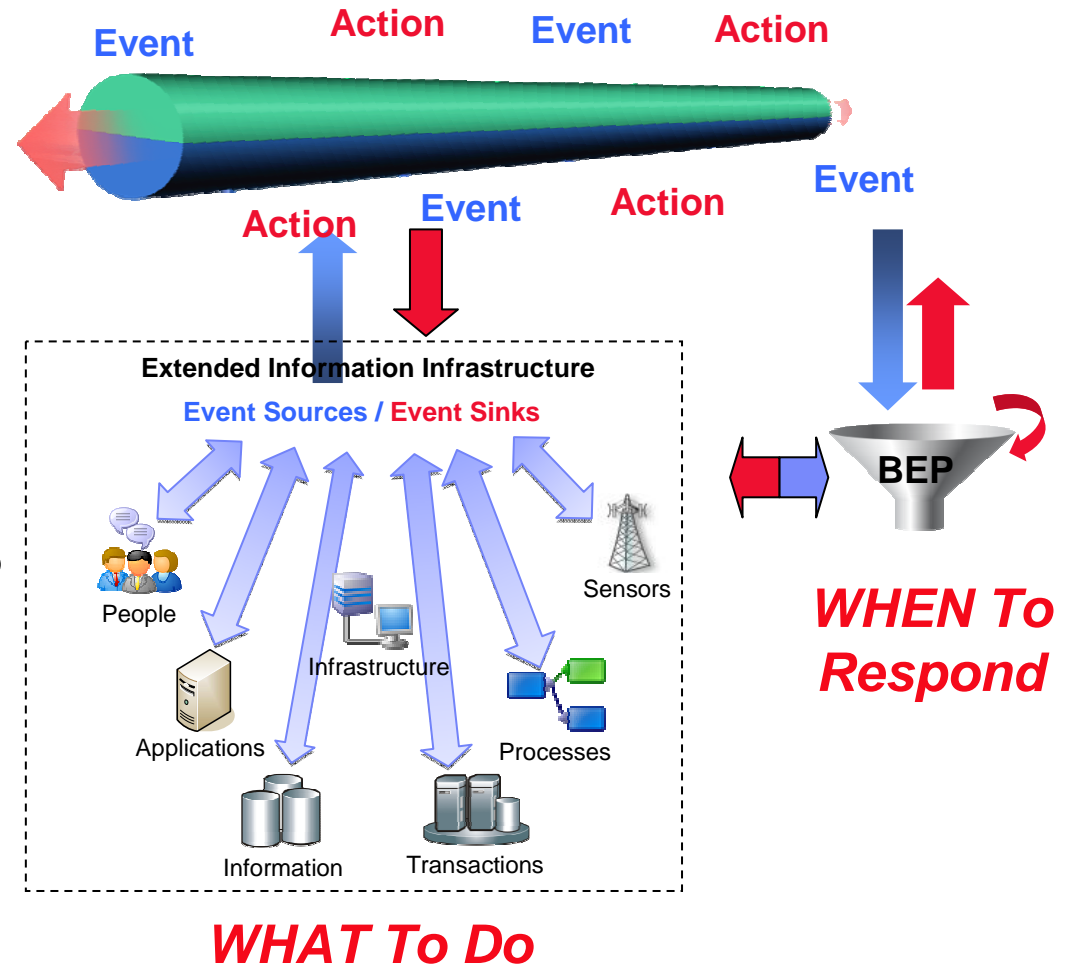 Event
Action
Event
Action
Event
Action
Event
Action
Extended Information Infrastructure
Event Sources / Event Sinks
BEP
People
Sensors
Infrastructure
Applications
Processes
Information
Transactions
WHEN To
Respond
WHAT To Do